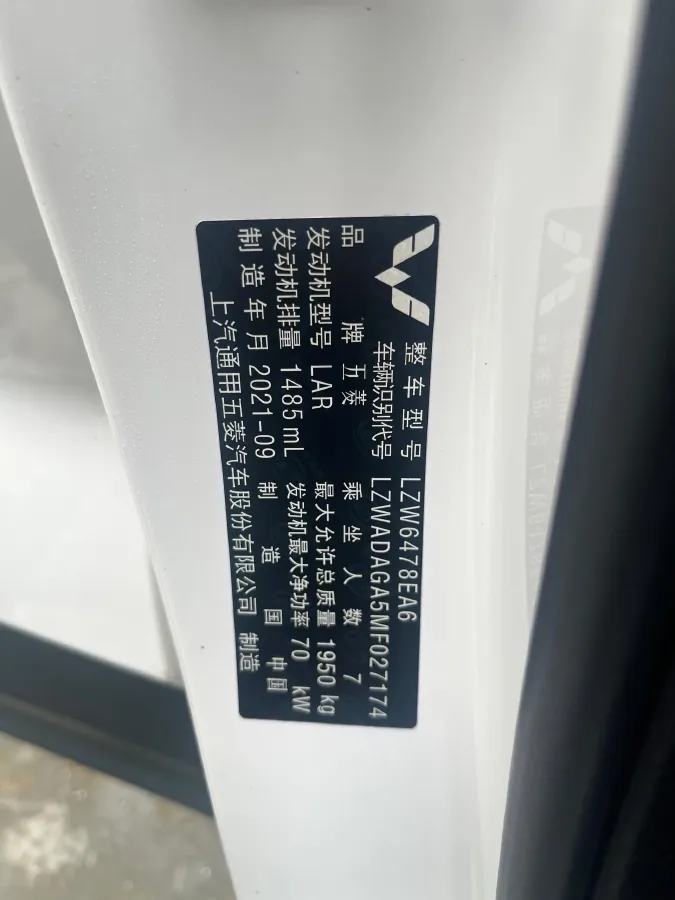 整车型号 LZW6478EA6
车辆识别代号 LZWADAGA5MF027174
品牌 五菱 乘坐人数 7
发动机型号 LAR 最大允许总质量 1950 kg
发动机排量 1485 mL 发动机最大净功率 70 kW
制造年月 2021-09 制造国 中国
上汽通用五菱汽车股份有限公司 制造